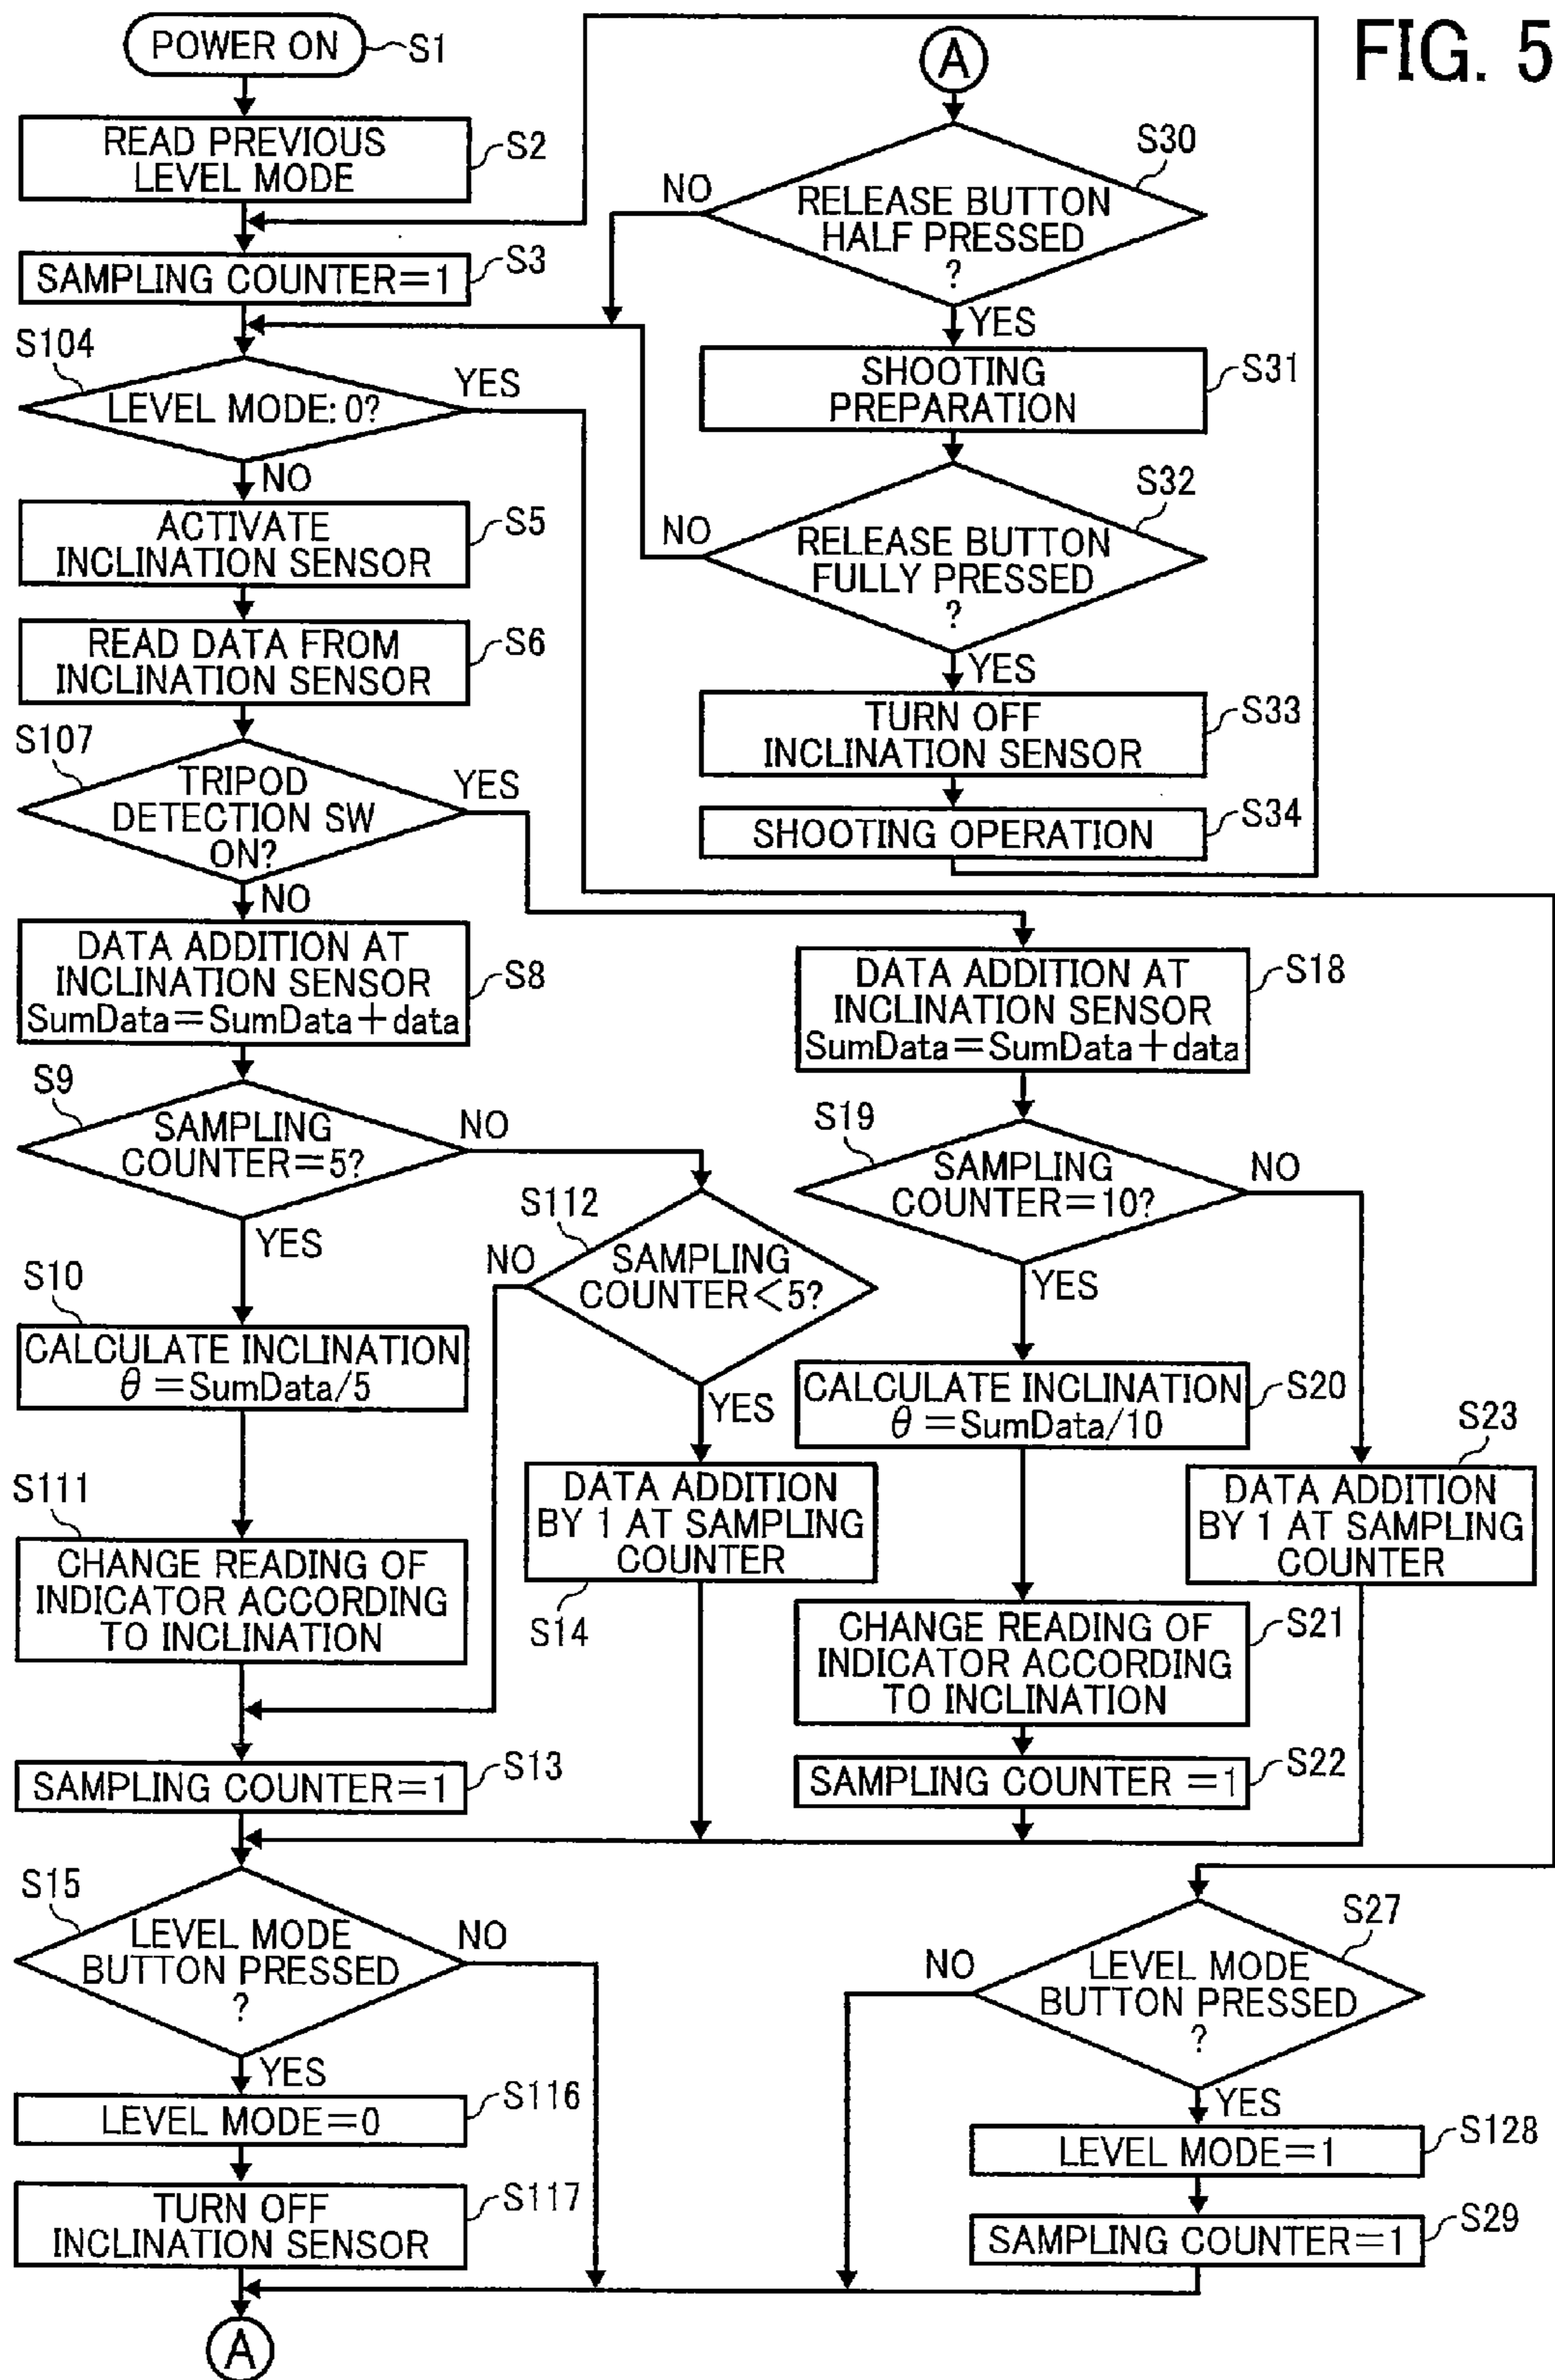 FIG. 5
POWER ON
S1
READ PREVIOUS
LEVEL MODE
S2
SAMPLING COUNTER=1
S3
S104
LEVEL MODE:0?
YES
NO
ACTIVATE
INCLINATION SENSOR
S5
READ DATA FROM
INCLINATION SENSOR
S6
S107
TRIPOD
DETECTION SW
ON?
YES
NO
DATA ADDITION AT
INCLINATION SENSOR
SumData=SumData+data
S8
S9
SAMPLING
COUNTER=5?
NO
YES
S10
CALCULATE INCLINATION
θ=SumData/5
S111
CHANGE READING OF
INDICATOR ACCORDING
TO INCLINATION
S112
NO
SAMPLING
COUNTER<5?
YES
DATA ADDITION
BY 1 AT SAMPLING
COUNTER
S14
SAMPLING COUNTER=1
S13
S15
LEVEL MODE
BUTTON PRESSED
?
NO
YES
LEVEL MODE=0
S116
TURN OFF
INCLINATION SENSOR
S117
A
A
S30
NO
RELEASE BUTTON
HALF PRESSED
?
YES
SHOOTING
PREPARATION
S31
S32
NO
RELEASE BUTTON
FULLY PRESSED
?
YES
TURN OFF
INCLINATION SENSOR
S33
SHOOTING OPERATION
S34
DATA ADDITION AT
INCLINATION SENSOR
SumData=SumData+data
S18
S19
SAMPLING
COUNTER=10?
NO
YES
CALCULATE INCLINATION
θ=SumData/10
S20
S23
DATA ADDITION
BY 1 AT SAMPLING
COUNTER
CHANGE READING OF
INDICATOR ACCORDING
TO INCLINATION
S21
SAMPLING COUNTER =1
S22
S27
NO
LEVEL MODE
BUTTON PRESSED
?
YES
LEVEL MODE=1
S128
SAMPLING COUNTER=1
S29